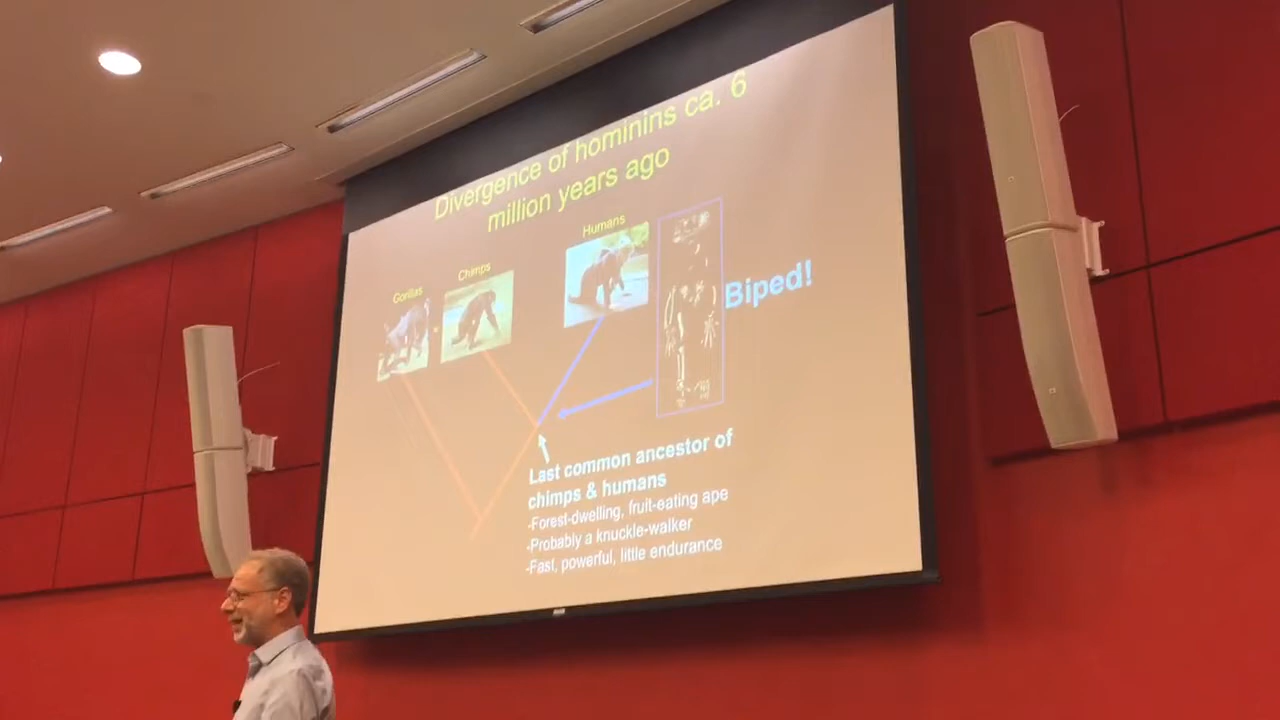 Divergence of hominins ca. 6
million years ago
Gorillas
Chimps
Humans
Biped!
Last common ancestor of
chimps & humans
-Forest-dwelling, fruit-eating ape
-Probably a knuckle-walker
-Fast, powerful, little endurance